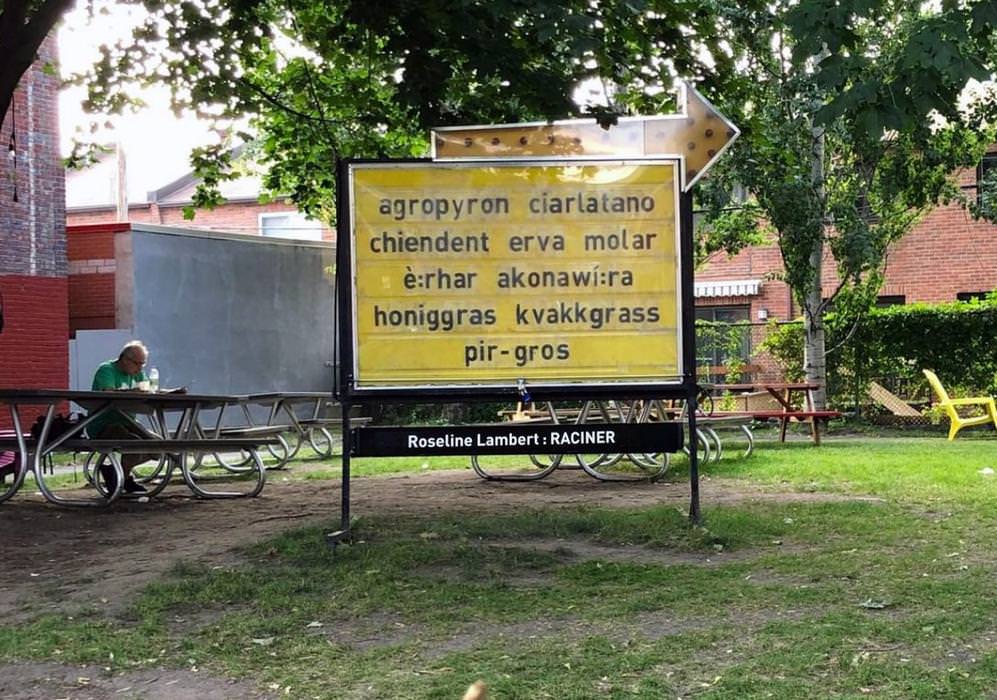 agropyron ciarlatano
chiendent erva molar
è:rhar akonawí:ra
honiggras kvakkgrass
pir-gros
Roseline Lambert : RACINER